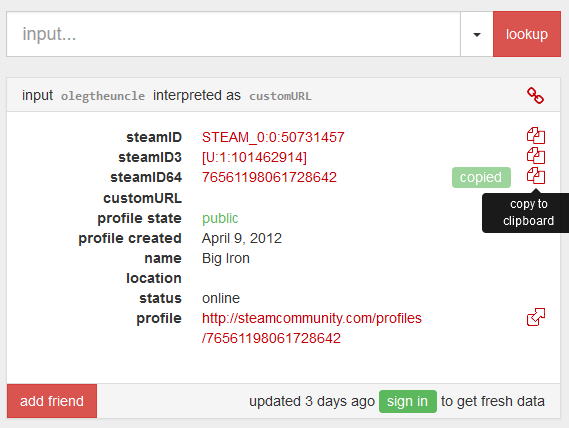 input...
lookup
input olegtheuncle interpreted as customURL
steamID STEAM_0:0:50731457
steamID3 [U:1:101462914]
steamID64 76561198061728642 copied
copy to
clipboard
customURL
profile state public
profile created April 9, 2012
name Big Iron
location
status online
profile http://steamcommunity.com/profiles
/76561198061728642
add friend
updated 3 days ago sign in to get fresh data